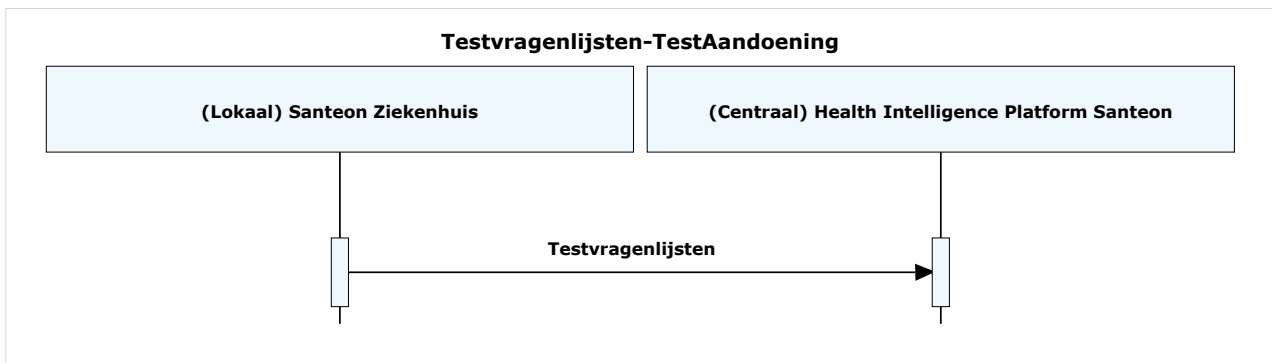 Testvragenlijsten-TestAandoening
(Lokaal) Santeon Ziekenhuis
(Centraal) Health Intelligence Platform Santeon
Testvragenlijsten